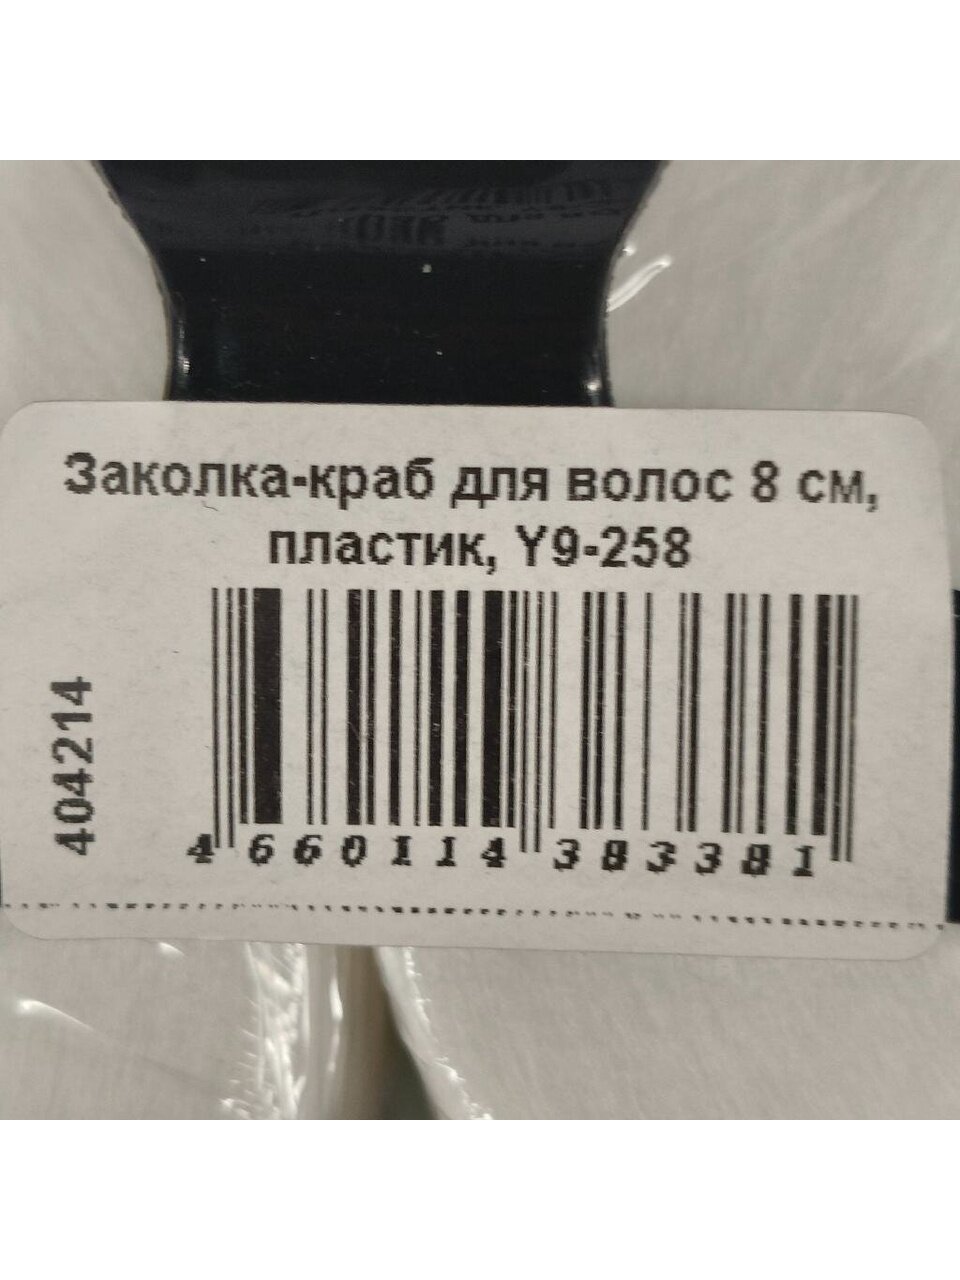 Заколка-краб для волос 8 см,
пластик, Y9-258
404214
4 660114 383381